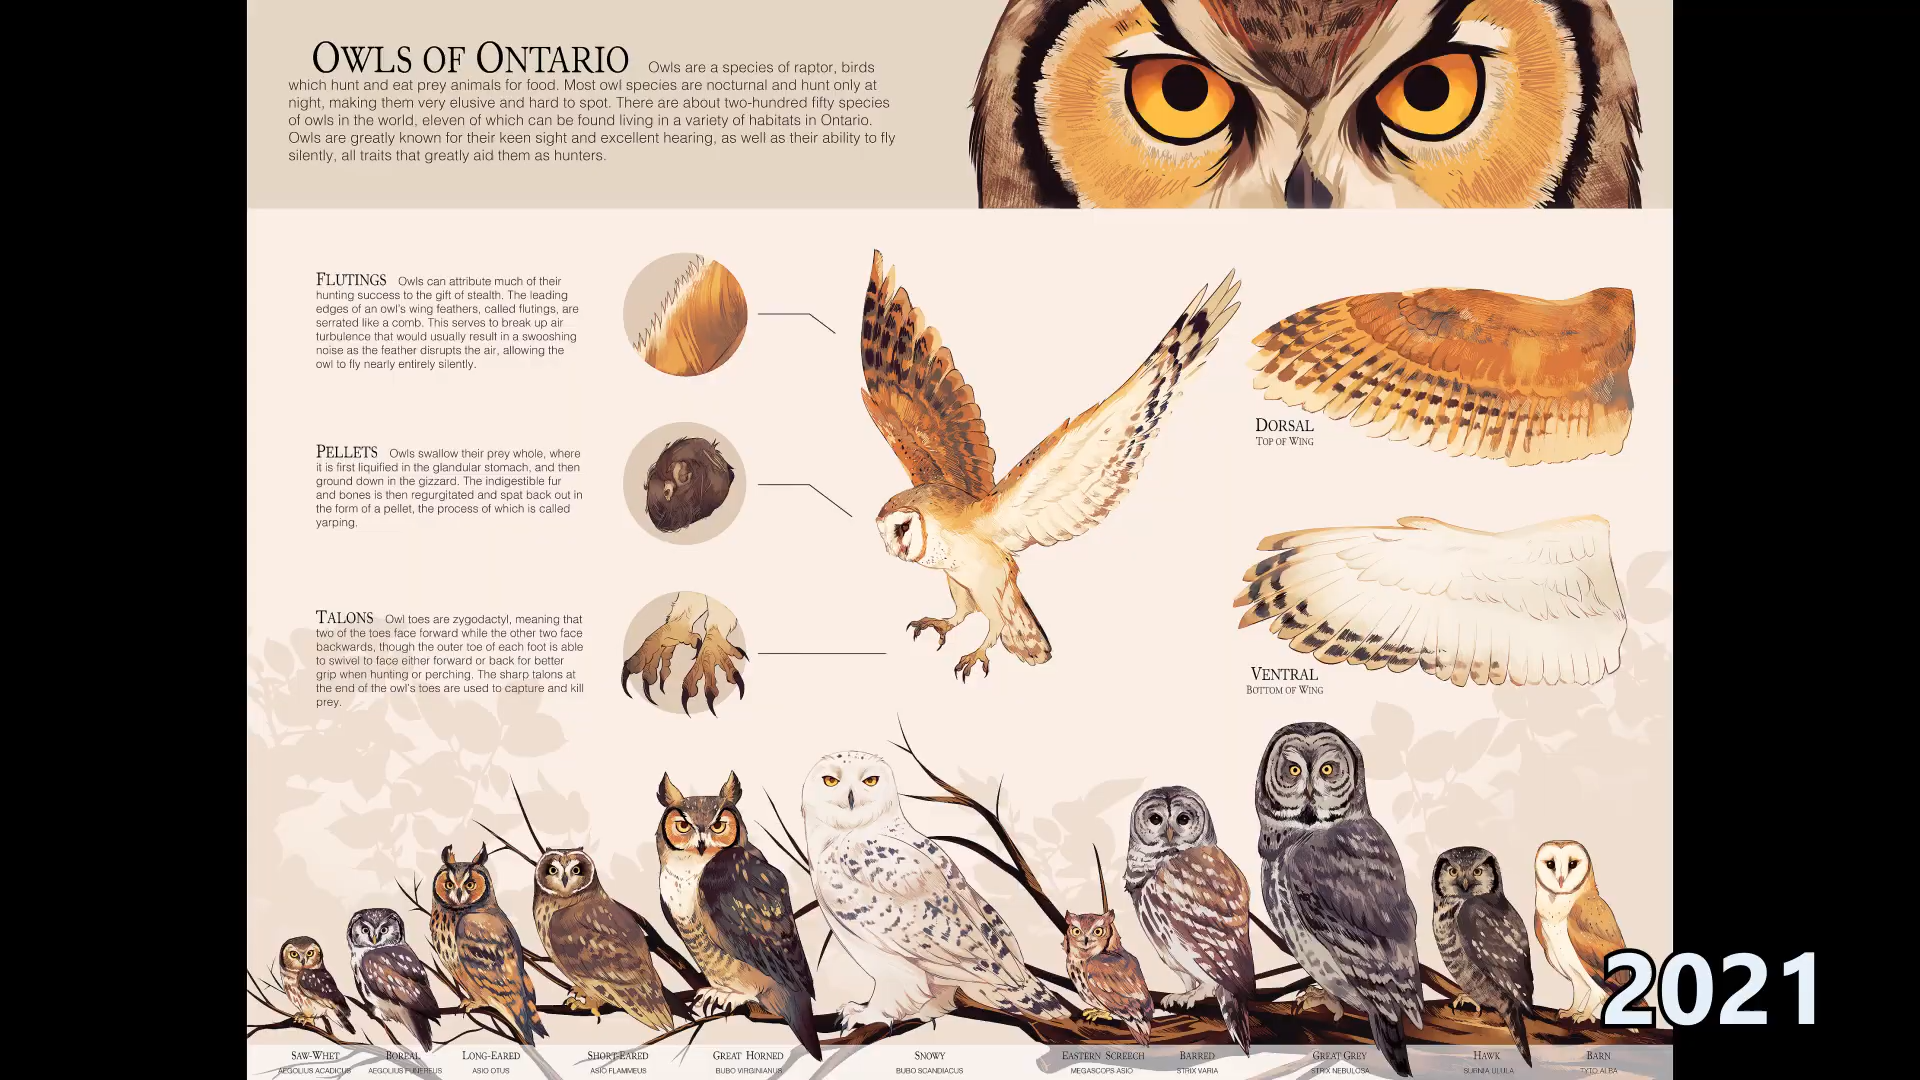 OWLS OF ONTARIO Owls are a species of raptor, birds
which hunt and eat prey animals for food. Most owl species are nocturnal and hunt only at
night, making them very elusive and hard to spot. There are about two-hundred fifty species
of owls in the world, eleven of which can be found living in a variety of habitats in Ontario.
Owls are greatly known for their keen sight and excellent hearing, as well as their ability to fly
silently, all traits that greatly aid them as hunters.
FLUTINGS Owls can attribute much of their
hunting success to the gift of stealth. The leading
edges of an owl's wing feathers, called flutings, are
serrated like a comb. This serves to break up air
turbulence that would usually result in a swooshing
noise as the feather disrupts the air, allowing the
owl to fly nearly entirely silently.
PELLETS Owls swallow their prey whole, where
it is first liquified in the glandular stomach, and then
ground down in the gizzard. The indigestible fur
and bones is then regurgitated and spat back out in
the form of a pellet, the process of which is called
yarping.
TALONS Owl toes are zygodactyl, meaning that
two of the toes face forward while the other two face
backwards, though the outer toe of each foot is able
to swivel to face either forward or back for better
grip when hunting or perching. The sharp talons at
the end of the owl's toes are used to capture and kill
prey.
DORSAL
TOP OF WING
VENTRAL
BOTTOM OF WING
2021
SAW-WHET BOREAL LONG-EARED SHORT-EARED GREAT HORNED SNOWY EASTERN SCREECH BARRED GREAT GREY HAWK BARN
AEGOLIUS ACADICUS AEGOLIUS FUNEREUS ASIO OTUS ASIO FLAMMEUS BUBO VIRGINIANUS BUBO SCANDIACUS MEGASCOPS ASIO STRIX VARIA STRIX NEBULOSA SURNIA ULULA TYTO ALBA